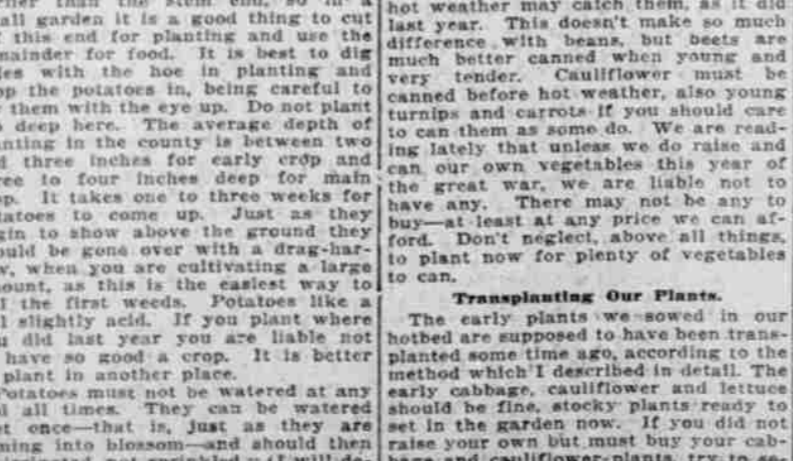 than the stem end, so in a
all garden it is a good thing to cut
this end for planting and use the
mainder for food. It is best to dig
les with the hoe in planting and
op the potatoes in, being careful to
them with the eye up. Do not plant
deep here. The average depth of
anting in the county is between two
d three inches for early crop and
ree to four inches deep for main
op. It takes one to three weeks for
tatoes to come up. Just as they
gin to show above the ground they
ould be gone over with a drag-har-
w, when you are cultivating a large
ount, as this is the easiest way to
l the first weeds. Potatoes like a
l slightly acid. If you plant where
u did last year you are liable not
have so good a crop. It is better
plant in another place.
Potatoes must not be watered at any
d all times. They can be watered
t once—that is, just as they are
ming into blossom—and should then
hot weather may catch them, as it did
last year. This doesn't make so much
difference with beans, but beets are
much better canned when young and
very tender. Cauliflower must be
canned before hot weather, also young
turnips and carrots if you should care
to can them as some do. We are read-
ing lately that unless we do raise and
can our own vegetables this year of
the great war, we are liable not to
have any. There may not be any to
buy—at least at any price we can af-
ford. Don't neglect, above all things,
to plant now for plenty of vegetables
to can.
Transplanting Our Plants.
The early plants we sowed in our
hotbed are supposed to have been trans-
planted some time ago, according to the
method which I described in detail. The
early cabbage, cauliflower and lettuce
should be fine, stocky plants ready to
set in the garden now. If you did not
raise your own but must buy your cab-
bage and cauliflower plants, try to se-